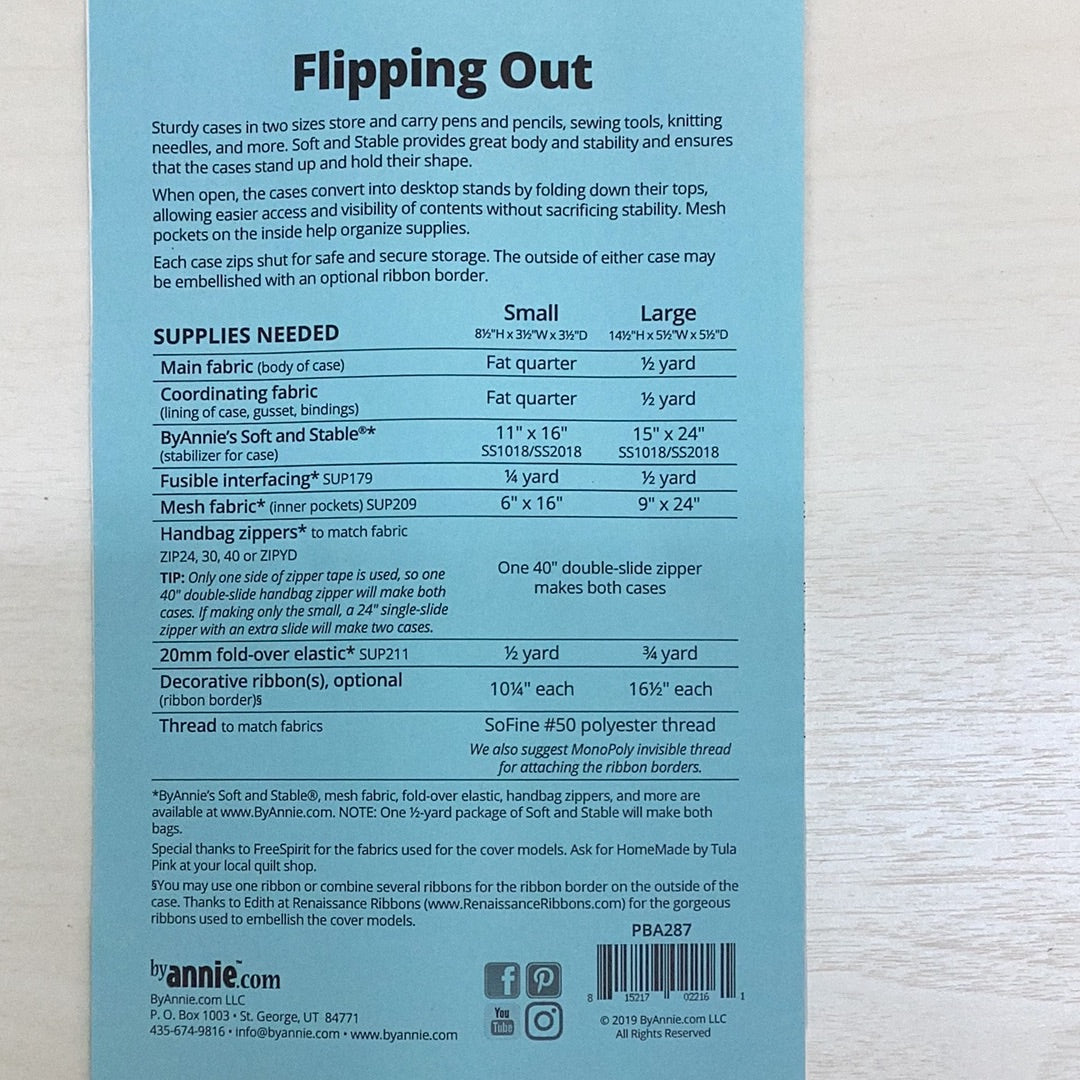 Flipping Out
Sturdy cases in two sizes store and carry pens and pencils, sewing tools, knitting
needles, and more. Soft and Stable provides great body and stability and ensures
that the cases stand up and hold their shape.
When open, the cases convert into desktop stands by folding down their tops,
allowing easier access and visibility of contents without sacrificing stability. Mesh
pockets on the inside help organize supplies.
Each case zips shut for safe and secure storage. The outside of either case may
be embellished with an optional ribbon border.
Small Large
SUPPLIES NEEDED 8½"H x 3½"W x 3½"D 14½"H x 5½"W x 5½"D
Main fabric (body of case) Fat quarter ½ yard
Coordinating fabric
(lining of case, gusset, bindings) Fat quarter ½ yard
ByAnnie's Soft and Stable®* 11" x 16" 15" x 24"
(stabilizer for case) SS1018/SS2018 SS1018/SS2018
Fusible interfacing* SUP179 ¼ yard ½ yard
Mesh fabric* (inner pockets) SUP209 6" x 16" 9" x 24"
Handbag zippers* to match fabric
ZIP24, 30, 40 or ZIPYD
TIP: Only one side of zipper tape is used, so one
40" double-slide handbag zipper will make both
cases. If making only the small, a 24" single-slide
zipper with an extra slide will make two cases.
One 40" double-slide zipper
makes both cases
20mm fold-over elastic* SUP211 ½ yard ¾ yard
Decorative ribbon(s), optional
(ribbon border)§ 10¼" each 16½" each
Thread to match fabrics SoFine #50 polyester thread
We also suggest MonoPoly invisible thread
for attaching the ribbon borders.
*ByAnnie's Soft and Stable®, mesh fabric, fold-over elastic, handbag zippers, and more are
available at www.ByAnnie.com. NOTE: One ½-yard package of Soft and Stable will make both
bags.
Special thanks to FreeSpirit for the fabrics used for the cover models. Ask for HomeMade by Tula
Pink at your local quilt shop.
§You may use one ribbon or combine several ribbons for the ribbon border on the outside of the
case. Thanks to Edith at Renaissance Ribbons (www.RenaissanceRibbons.com) for the gorgeous
ribbons used to embellish the cover models.
PBA287
byannie.com™
ByAnnie.com LLC
P. O. Box 1003 • St. George, UT 84771
435-674-9816 • info@byannie.com • www.byannie.com
f P
You
Tube
8 15217 02216 1
© 2019 ByAnnie.com LLC
All Rights Reserved